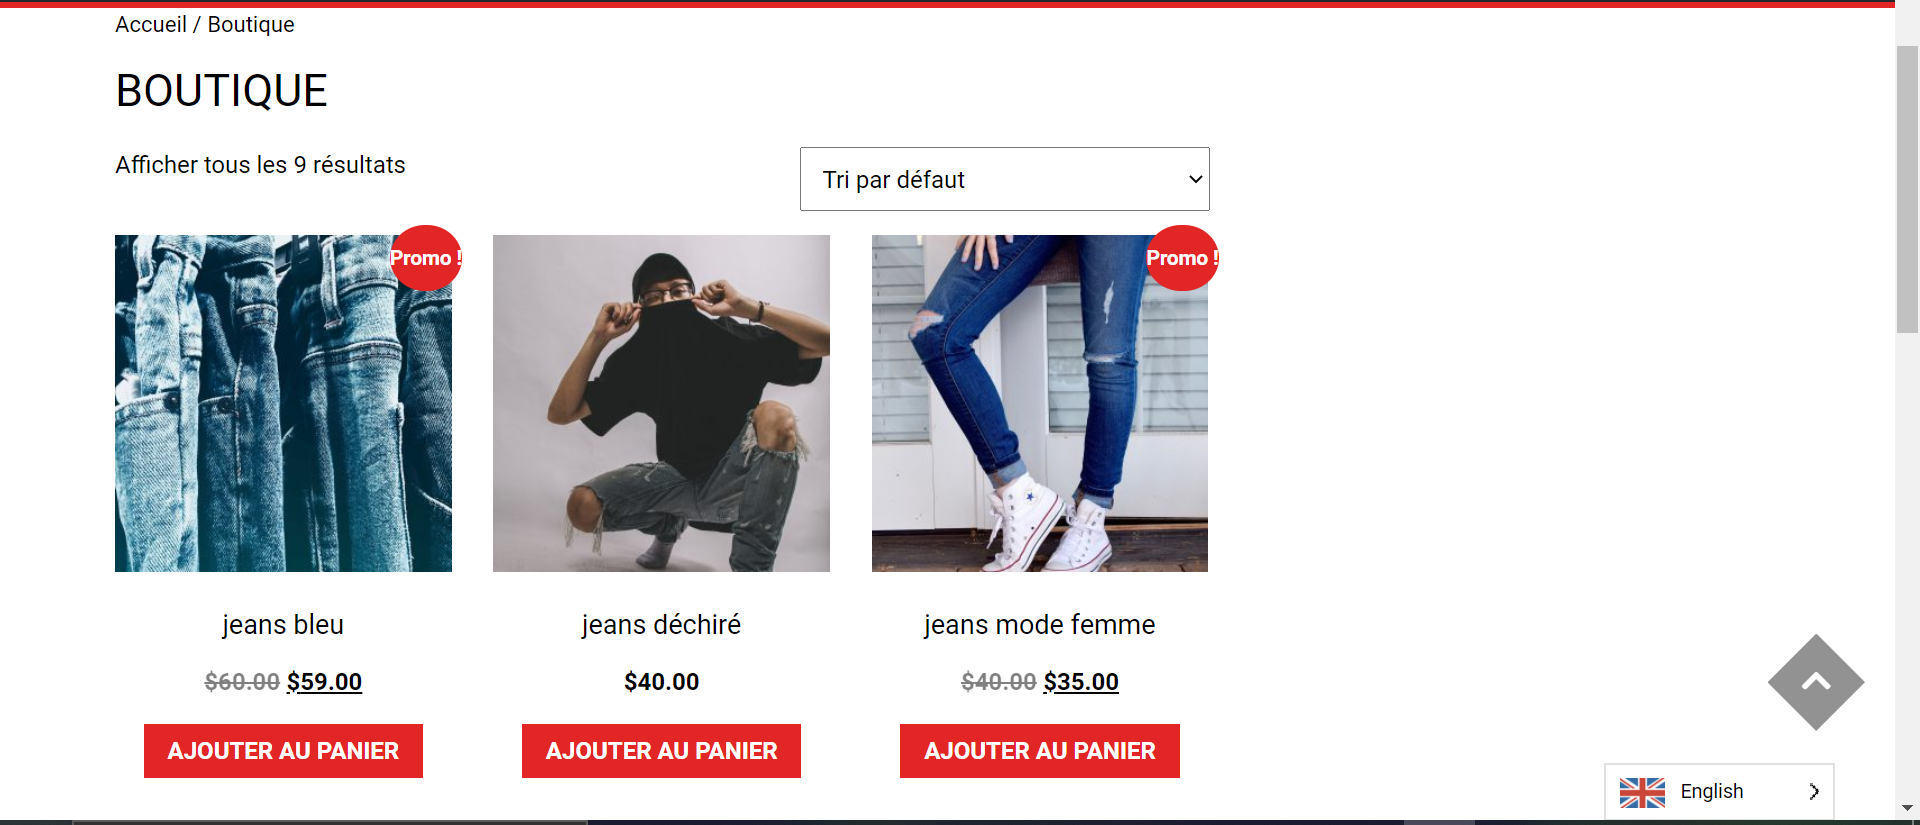 Accueil / Boutique
BOUTIQUE
Afficher tous les 9 résultats
Tri par défaut
Promo !
Promo !
jeans bleu
jeans déchiré
jeans mode femme
$60.00 $59.00
$40.00
$40.00 $35.00
AJOUTER AU PANIER
AJOUTER AU PANIER
AJOUTER AU PANIER
English